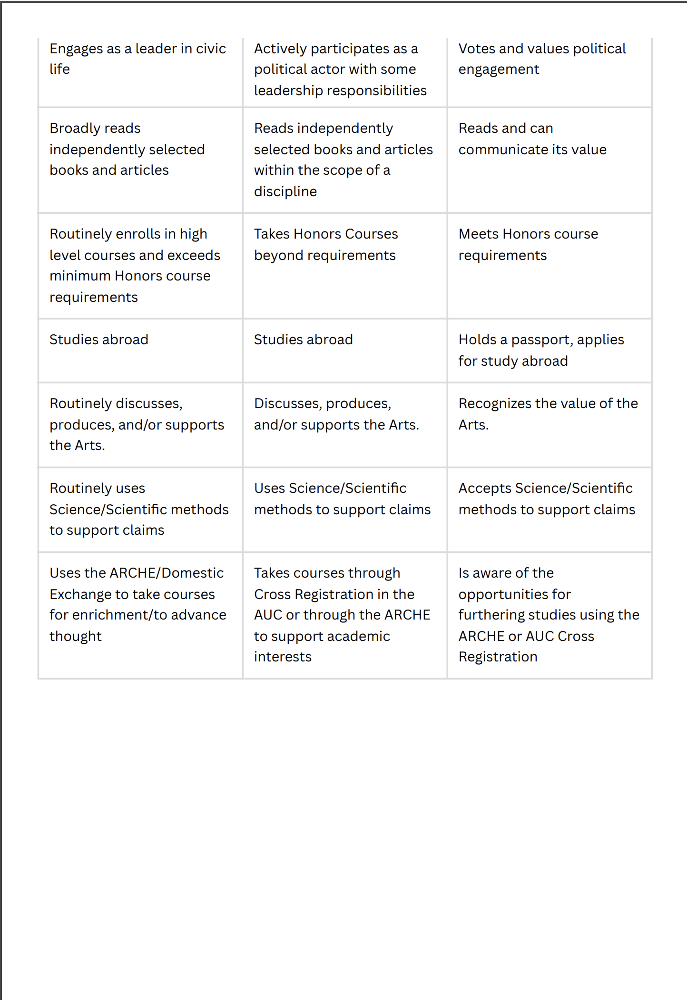 Engages as a leader in civic
life
Actively participates as a
political actor with some
leadership responsibilities
Votes and values political
engagement
Broadly reads
independently selected
books and articles
Reads independently
selected books and articles
within the scope of a
discipline
Reads and can
communicate its value
Routinely enrolls in high
level courses and exceeds
minimum Honors course
requirements
Takes Honors Courses
beyond requirements
Meets Honors course
requirements
Studies abroad
Studies abroad
Holds a passport, applies
for study abroad
Routinely discusses,
produces, and/or supports
the Arts.
Discusses, produces,
and/or supports the Arts.
Recognizes the value of the
Arts.
Routinely uses
Science/Scientific methods
to support claims
Uses Science/Scientific
methods to support claims
Accepts Science/Scientific
methods to support claims
Uses the ARCHE/Domestic
Exchange to take courses
for enrichment/to advance
thought
Takes courses through
Cross Registration in the
AUC or through the ARCHE
to support academic
interests
Is aware of the
opportunities for
furthering studies using the
ARCHE or AUC Cross
Registration